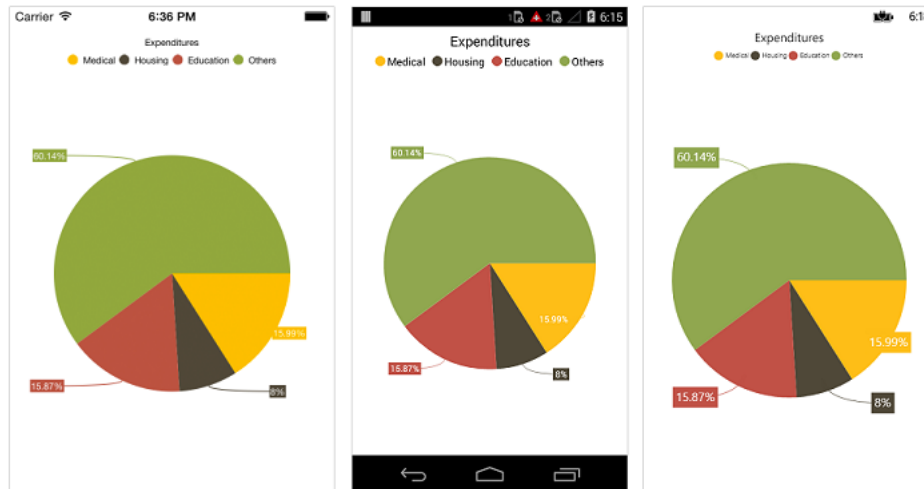 Carrier 6:36 PM
Expenditures
Medical Housing Education Others
60.14%
15.99%
15.87%
8%
6:15
Expenditures
Medical Housing Education Others
60.14%
15.99%
15.87%
8%
Expenditures
Medical Housing Education Others
60.14%
15.99%
15.87%
8%